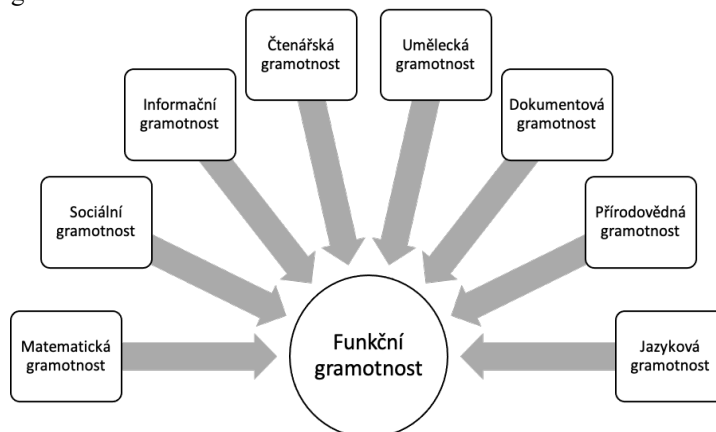 g
Čtenářská
gramotnost
Umělecká
gramotnost
Informační
gramotnost
Dokumentová
gramotnost
Sociální
gramotnost
Přírodovědná
gramotnost
Matematická
gramotnost
Funkční
gramotnost
Jazyková
gramotnost